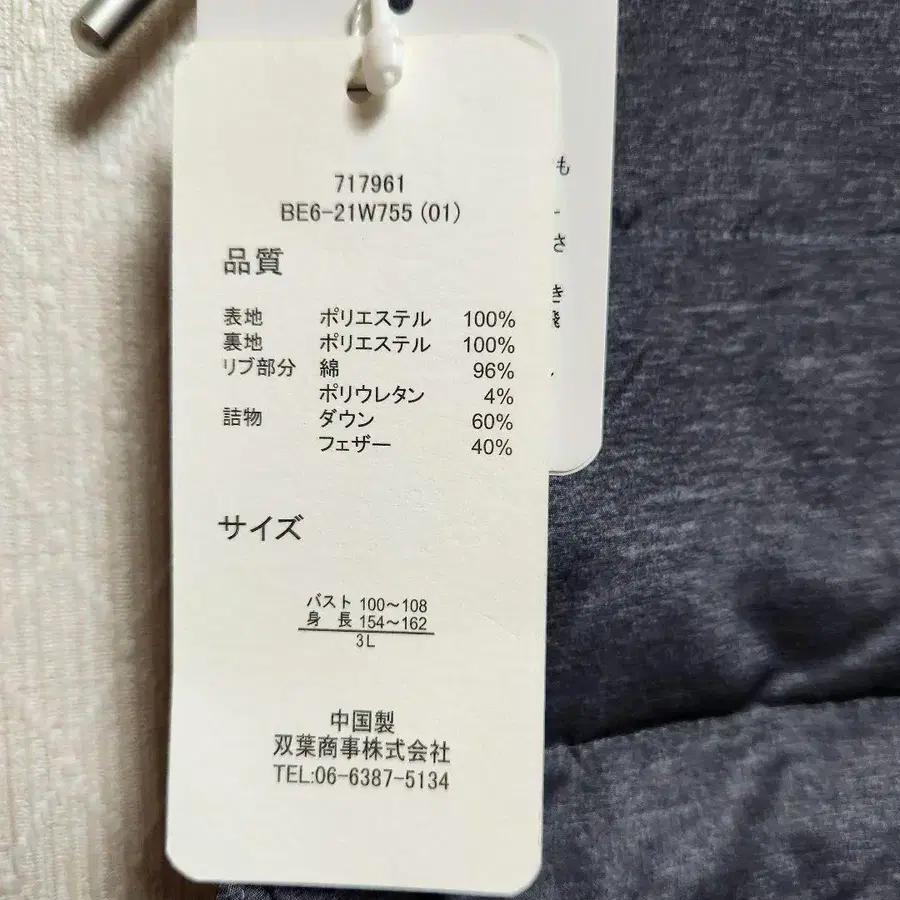 717961
BE6-21W755 (01)
品質
表地 ポリエステル 100%
裏地 ポリエステル 100%
リブ部分 綿 96%
ポリウレタン 4%
詰物 ダウン 60%
フェザー 40%
サイズ
バスト 100～108
身 長 154～162
3L
中国製
双葉商事株式会社
TEL:06-6387-5134
も
さ
き